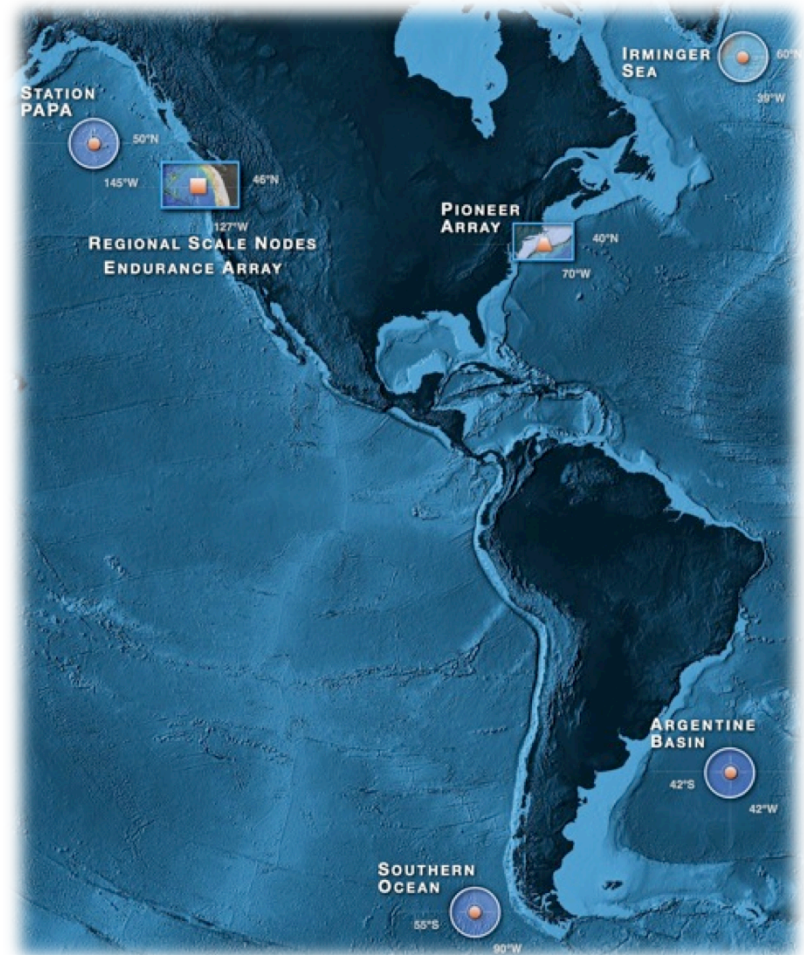 IRMINGER
SEA
60°N
39°W
STATION
PAPA
50°N
145°W
46°N
127°W
REGIONAL SCALE NODES
ENDURANCE ARRAY
PIONEER
ARRAY
40°N
70°W
ARGENTINE
BASIN
42°S
42°W
SOUTHERN
OCEAN
55°S
90°W